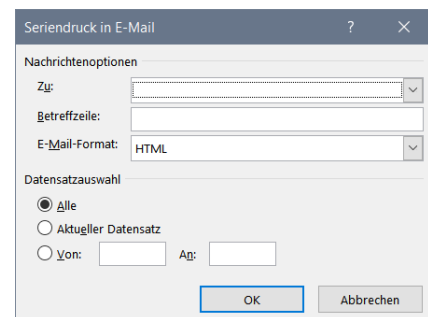 Seriendruck in E-Mail ?
Nachrichtenoptionen
Zu:
Betreffzeile:
E-Mail-Format: HTML
Datensatzauswahl
Alle
Aktueller Datensatz
Von: An:
OK Abbrechen